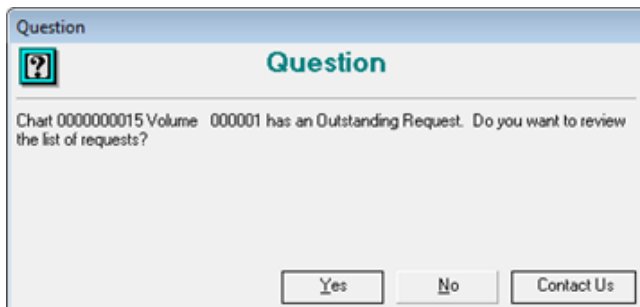 Question
Question
Chart 0000000015 Volume   000001 has an Outstanding Request.  Do you want to review
the list of requests?
Yes No Contact Us